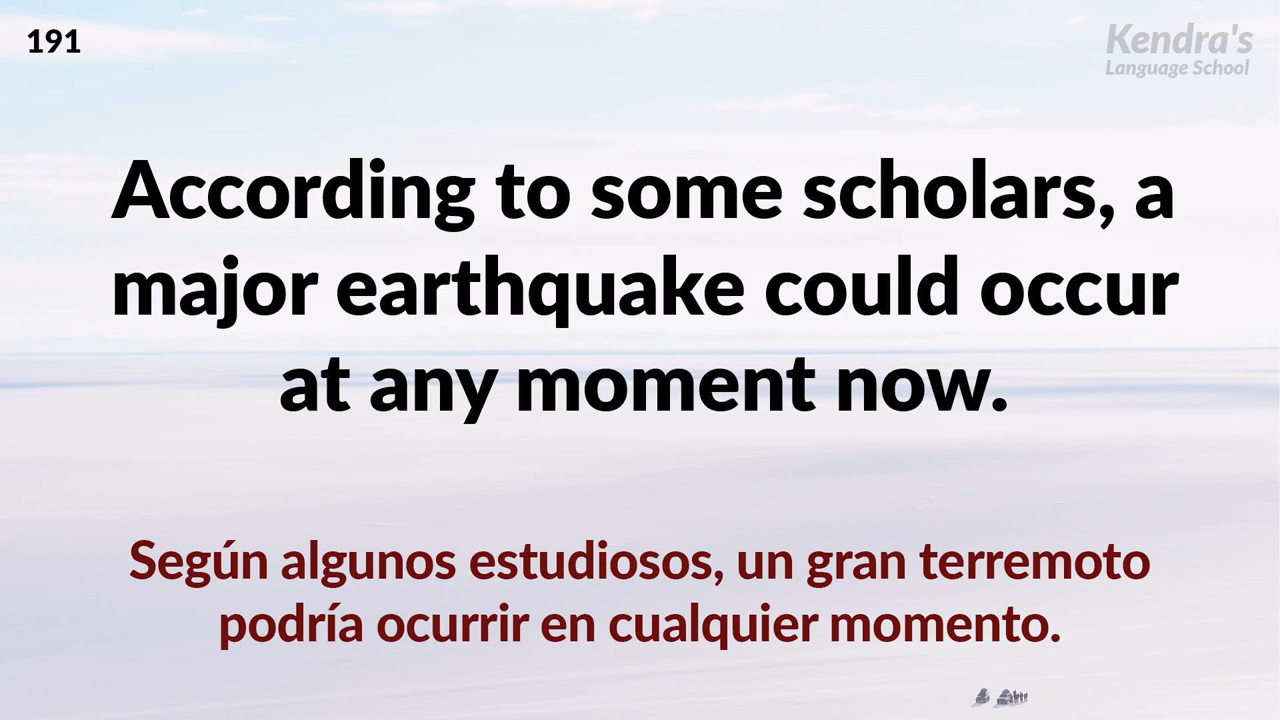 191
Kendra's
Language School
According to some scholars, a
major earthquake could occur
at any moment now.
Según algunos estudiosos, un gran terremoto
podría ocurrir en cualquier momento.